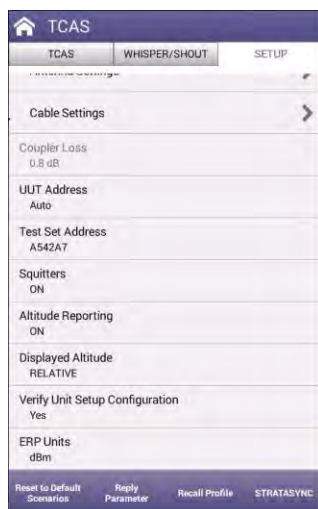 TCAS
TCAS WHISPER/SHOUT SETUP
Cable Settings
Coupler Loss
0.8 dB
UUT Address
Auto
Test Set Address
A542A7
Squitters
ON
Altitude Reporting
ON
Displayed Altitude
RELATIVE
Verify Unit Setup Configuration
Yes
ERP Units
dBm
Reset to Default Scenarios Reply Parameter Recall Profile STRATASYNC